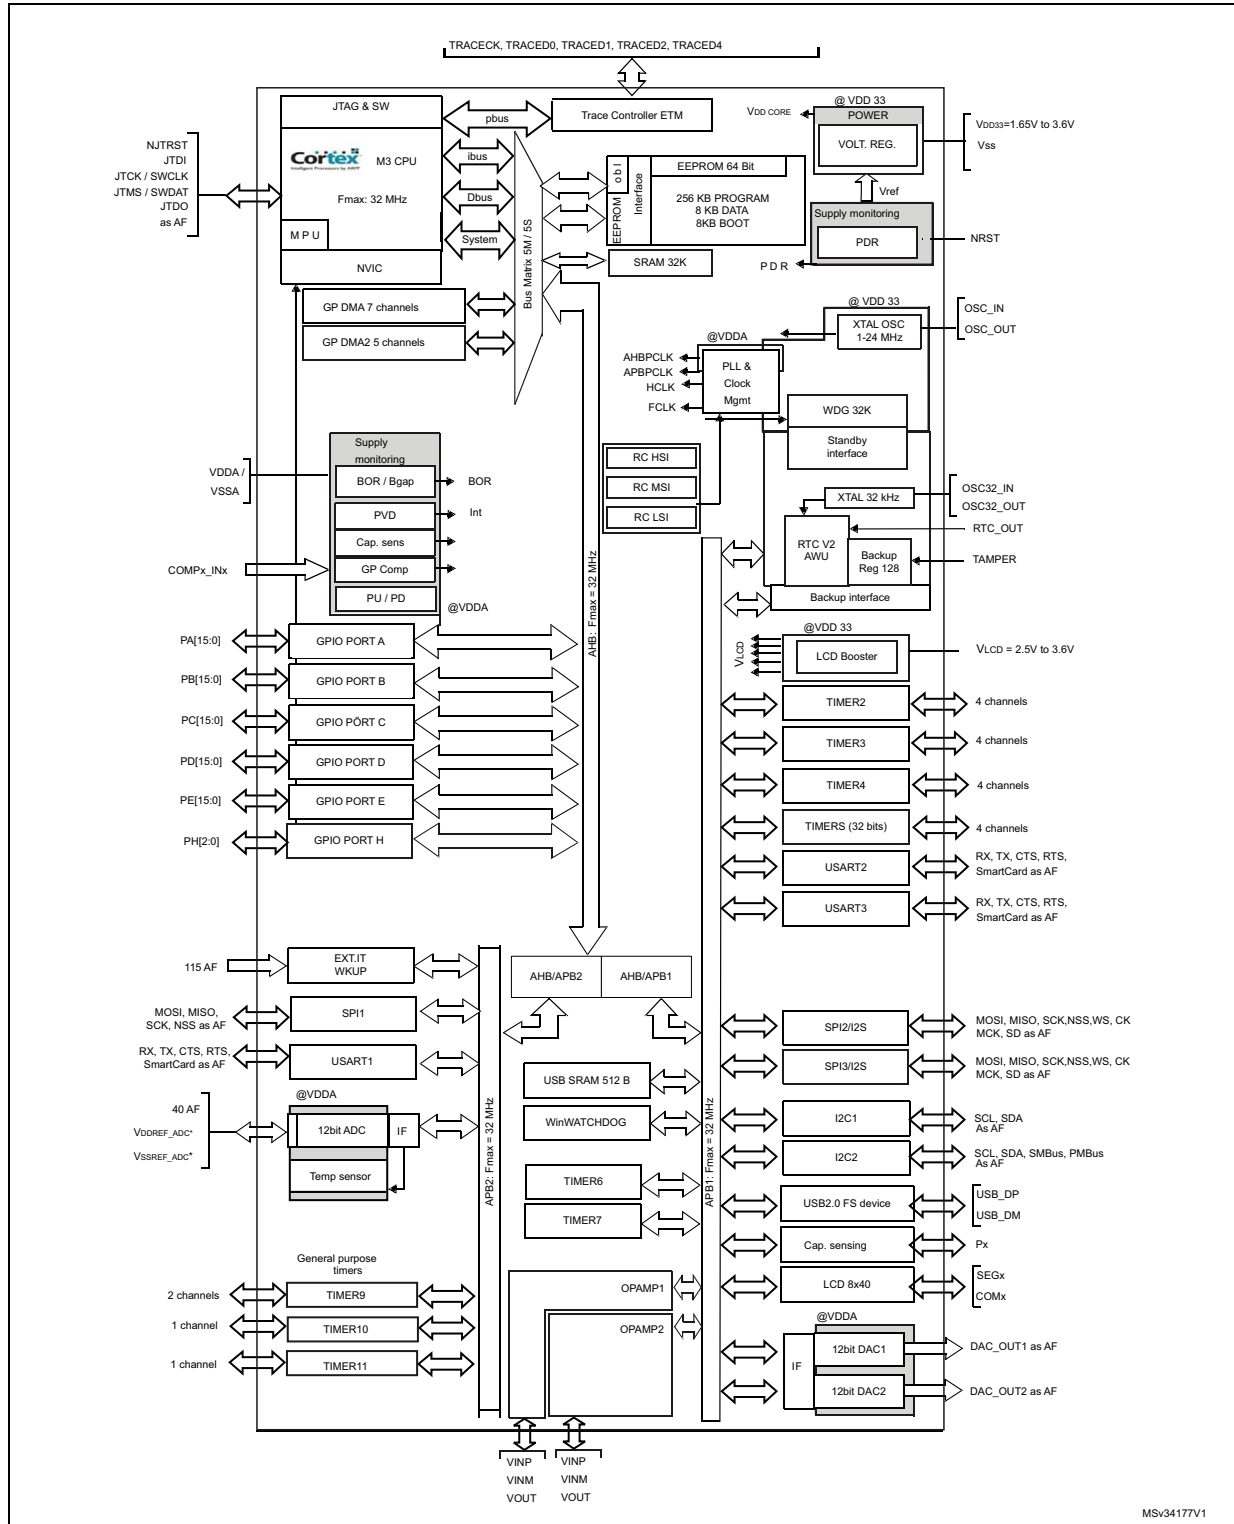 TRACECK, TRACED0, TRACED1, TRACED2, TRACED4
JTAG & SW
pbus
Trace Controller ETM
NJTRST
JTDI
JTCK / SWCLK
JTMS / SWDAT
JTDO
as AF
Cortex
Intelligent Processors by ARM
M3 CPU
Fmax: 32 MHz
M P U
NVIC
ibus
Dbus
System
Bus Matrix 5M / 5S
EEPROM
obl
Interface
EEPROM 64 Bit
256 KB PROGRAM
8 KB DATA
8KB BOOT
SRAM 32K
VDD CORE
@ VDD 33
POWER
VOLT. REG.
VDD33=1.65V to 3.6V
Vss
Vref
Supply monitoring
PDR
NRST
P D R
GP DMA 7 channels
GP DMA2 5 channels
@ VDD 33
XTAL OSC
1-24 MHz
OSC_IN
OSC_OUT
@VDDA
PLL &
Clock
Mgmt
AHBPCLK
APBPCLK
HCLK
FCLK
WDG 32K
Standby
interface
RC HSI
RC MSI
RC LSI
XTAL 32 kHz
OSC32_IN
OSC32_OUT
RTC V2
AWU
RTC_OUT
Backup
Reg 128
TAMPER
Backup interface
Supply
monitoring
VDDA /
VSSA
BOR / Bgap
BOR
PVD
Int
Cap. sens
COMPx_INx
GP Comp
PU / PD
@VDDA
AHB: Fmax = 32 MHz
PA[15:0]
GPIO PORT A
PB[15:0]
GPIO PORT B
PC[15:0]
GPIO PÖRT C
PD[15:0]
GPIO PORT D
PE[15:0]
GPIO PORT E
PH[2:0]
GPIO PORT H
@VDD 33
VLCD
LCD Booster
VLCD = 2.5V to 3.6V
TIMER2
4 channels
TIMER3
4 channels
TIMER4
4 channels
TIMERS (32 bits)
4 channels
USART2
RX, TX, CTS, RTS,
SmartCard as AF
USART3
RX, TX, CTS, RTS,
SmartCard as AF
115 AF
EXT.IT
WKUP
AHB/APB2
AHB/APB1
MOSI, MISO,
SCK, NSS as AF
SPI1
RX, TX, CTS, RTS,
SmartCard as AF
USART1
SPI2/I2S
MOSI, MISO, SCK,NSS,WS, CK
MCK, SD as AF
SPI3/I2S
MOSI, MISO, SCK,NSS,WS, CK
MCK, SD as AF
USB SRAM 512 B
WinWATCHDOG
@VDDA
40 AF
VDDREF_ADC*
VSSREF_ADC*
12bit ADC
IF
Temp sensor
APB2: Fmax = 32 MHz
APB1: Fmax = 32 MHz
I2C1
SCL, SDA
As AF
I2C2
SCL, SDA, SMBus, PMBus
As AF
TIMER6
TIMER7
USB2.0 FS device
USB_DP
USB_DM
Cap. sensing
Px
LCD 8x40
SEGx
COMx
General purpose
timers
2 channels
TIMER9
1 channel
TIMER10
1 channel
TIMER11
OPAMP1
OPAMP2
@VDDA
IF
12bit DAC1
DAC_OUT1 as AF
12bit DAC2
DAC_OUT2 as AF
VINP
VINM
VOUT
VINP
VINM
VOUT
MSv34177V1